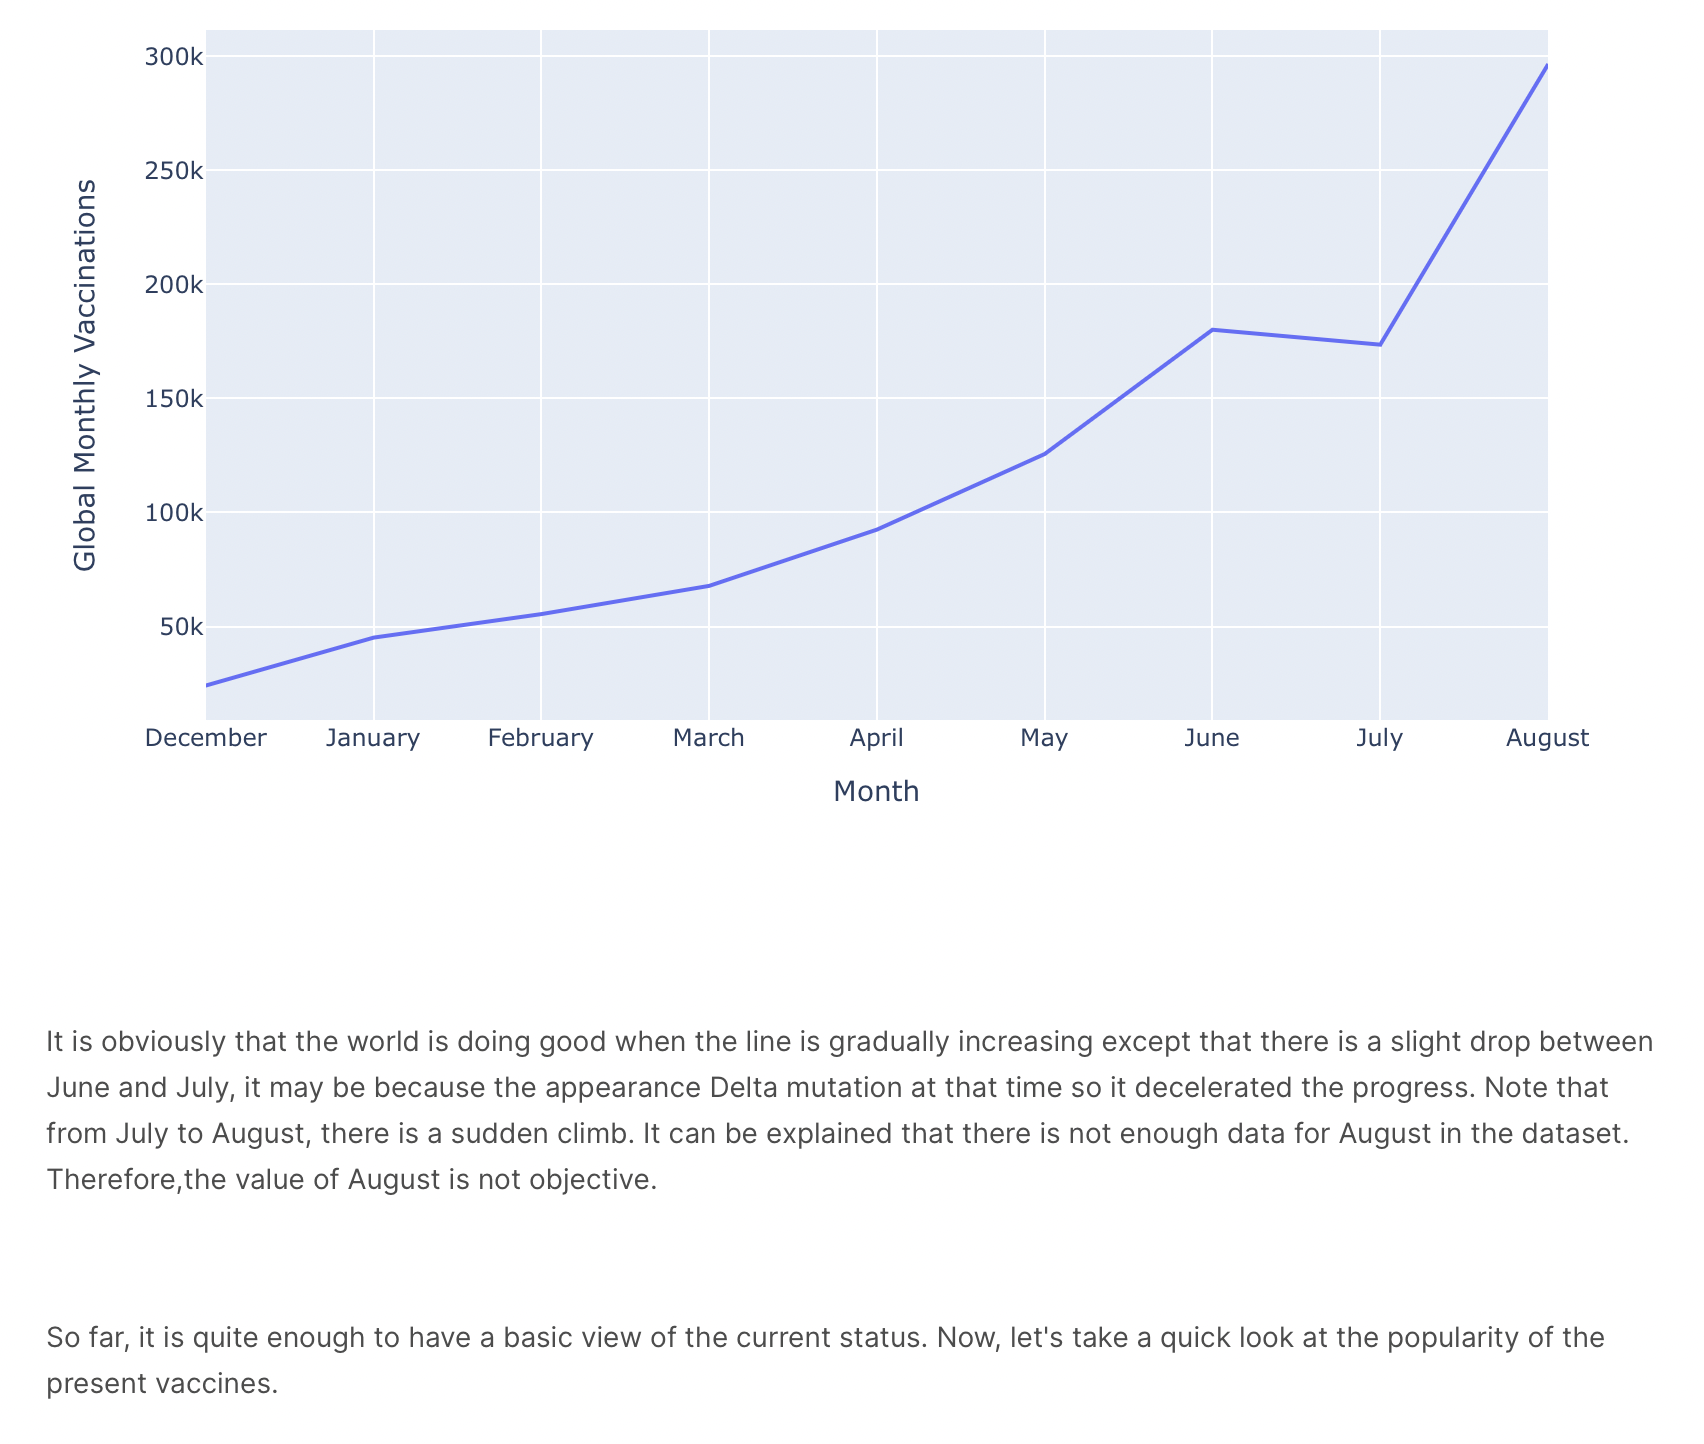 300k
250k
200k
150k
100k
50k
Global Monthly Vaccinations
December January February March April May June July August
Month
It is obviously that the world is doing good when the line is gradually increasing except that there is a slight drop between
June and July, it may be because the appearance Delta mutation at that time so it decelerated the progress. Note that
from July to August, there is a sudden climb. It can be explained that there is not enough data for August in the dataset.
Therefore,the value of August is not objective.
So far, it is quite enough to have a basic view of the current status. Now, let's take a quick look at the popularity of the
present vaccines.